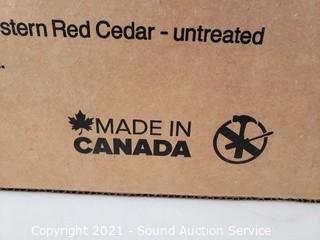 stern Red Cedar - untreated
MADE IN
CANADA
Copyright 2021 - Sound Auction Service